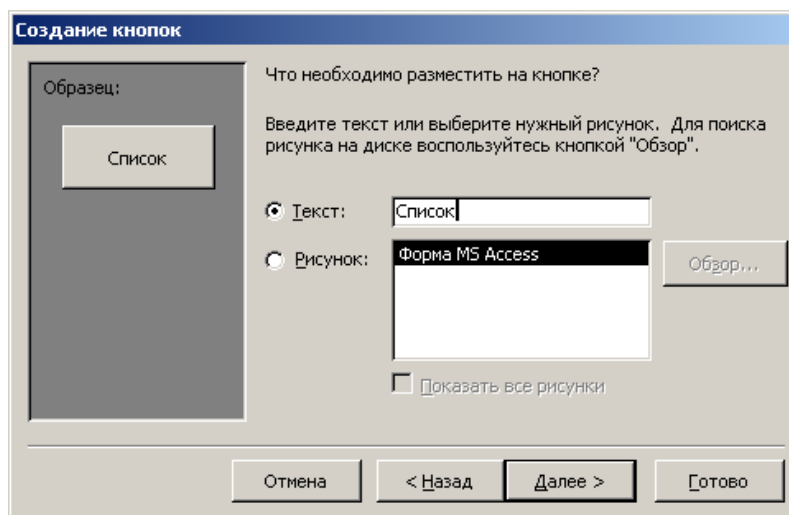 Создание кнопок
Образец:
Список
Что необходимо разместить на кнопке?
Введите текст или выберите нужный рисунок. Для поиска
рисунка на диске воспользуйтесь кнопкой "Обзор".
Текст: Список
Рисунок: Форма MS Access
Обзор...
Показать все рисунки
Отмена < Назад Далее > Готово